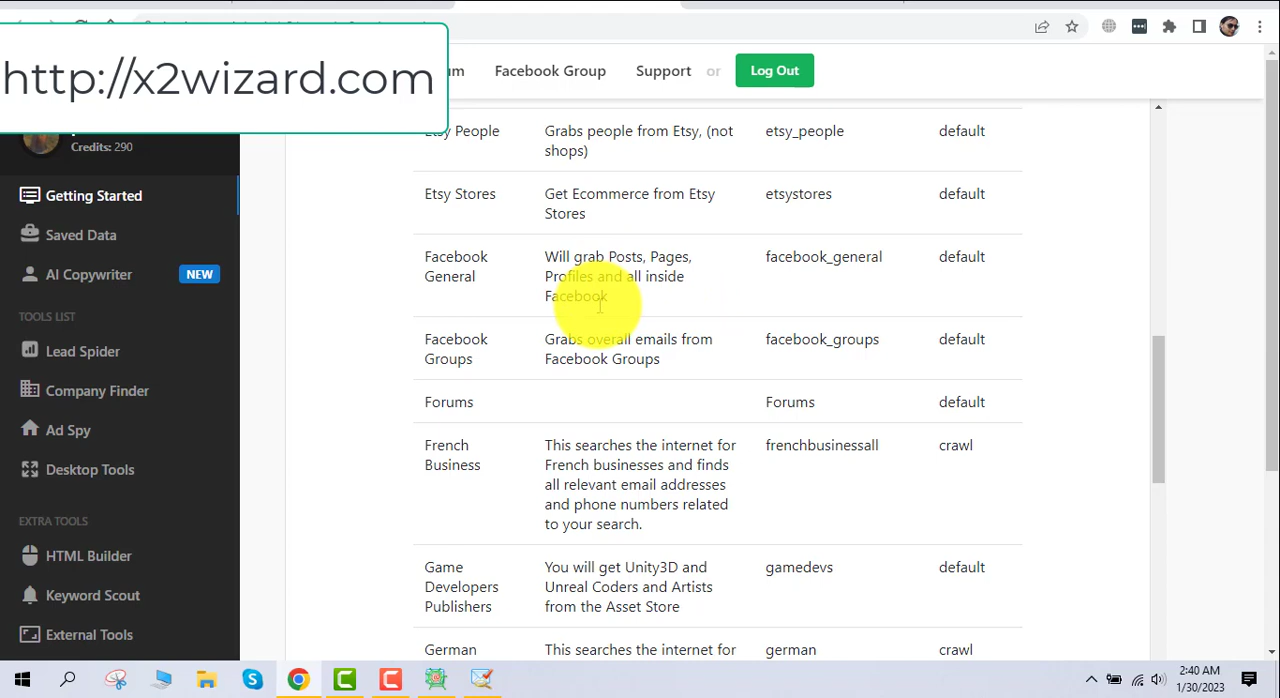 http://x2wizard.com
um
Facebook Group
Support
or
Log Out
Credits: 290
Getting Started
Saved Data
AI Copywriter
NEW
TOOLS LIST
Lead Spider
Company Finder
Ad Spy
Desktop Tools
EXTRA TOOLS
HTML Builder
Keyword Scout
External Tools
Etsy People
Grabs people from Etsy, (not
shops)
etsy_people
default
Etsy Stores
Get Ecommerce from Etsy
Stores
etsystores
default
Facebook
General
Will grab Posts, Pages,
Profiles and all inside
Facebook
facebook_general
default
Facebook
Groups
Grabs overall emails from
Facebook Groups
facebook_groups
default
Forums
Forums
default
French
Business
This searches the internet for
French businesses and finds
all relevant email addresses
and phone numbers related
to your search.
frenchbusinessall
crawl
Game
Developers
Publishers
You will get Unity3D and
Unreal Coders and Artists
from the Asset Store
gamedevs
default
German
This searches the internet for
german
crawl
2:40 AM
1/30/2023